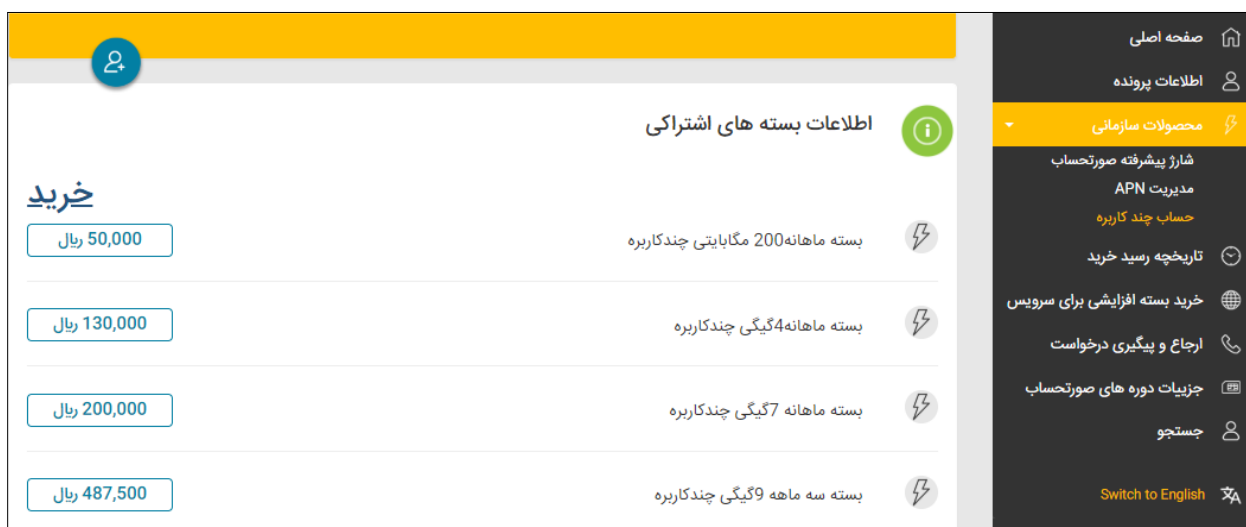 صفحه اصلی
اطلاعات پرونده
محصولات سازمانی
شارژ پیشرفته صورتحساب
مدیریت APN
حساب چند کاربره
تاریخچه رسید خرید
خرید بسته افزایشی برای سرویس
ارجاع و پیگیری درخواست
جزییات دوره های صورتحساب
جستجو
Switch to English
اطلاعات بسته های اشتراکی
خرید
بسته ماهانه200 مگابایتی چندکاربره
50,000 ریال
بسته ماهانه4گیگی چندکاربره
130,000 ریال
بسته ماهانه 7گیگی چندکاربره
200,000 ریال
بسته سه ماهه 9گیگی چندکاربره
487,500 ریال